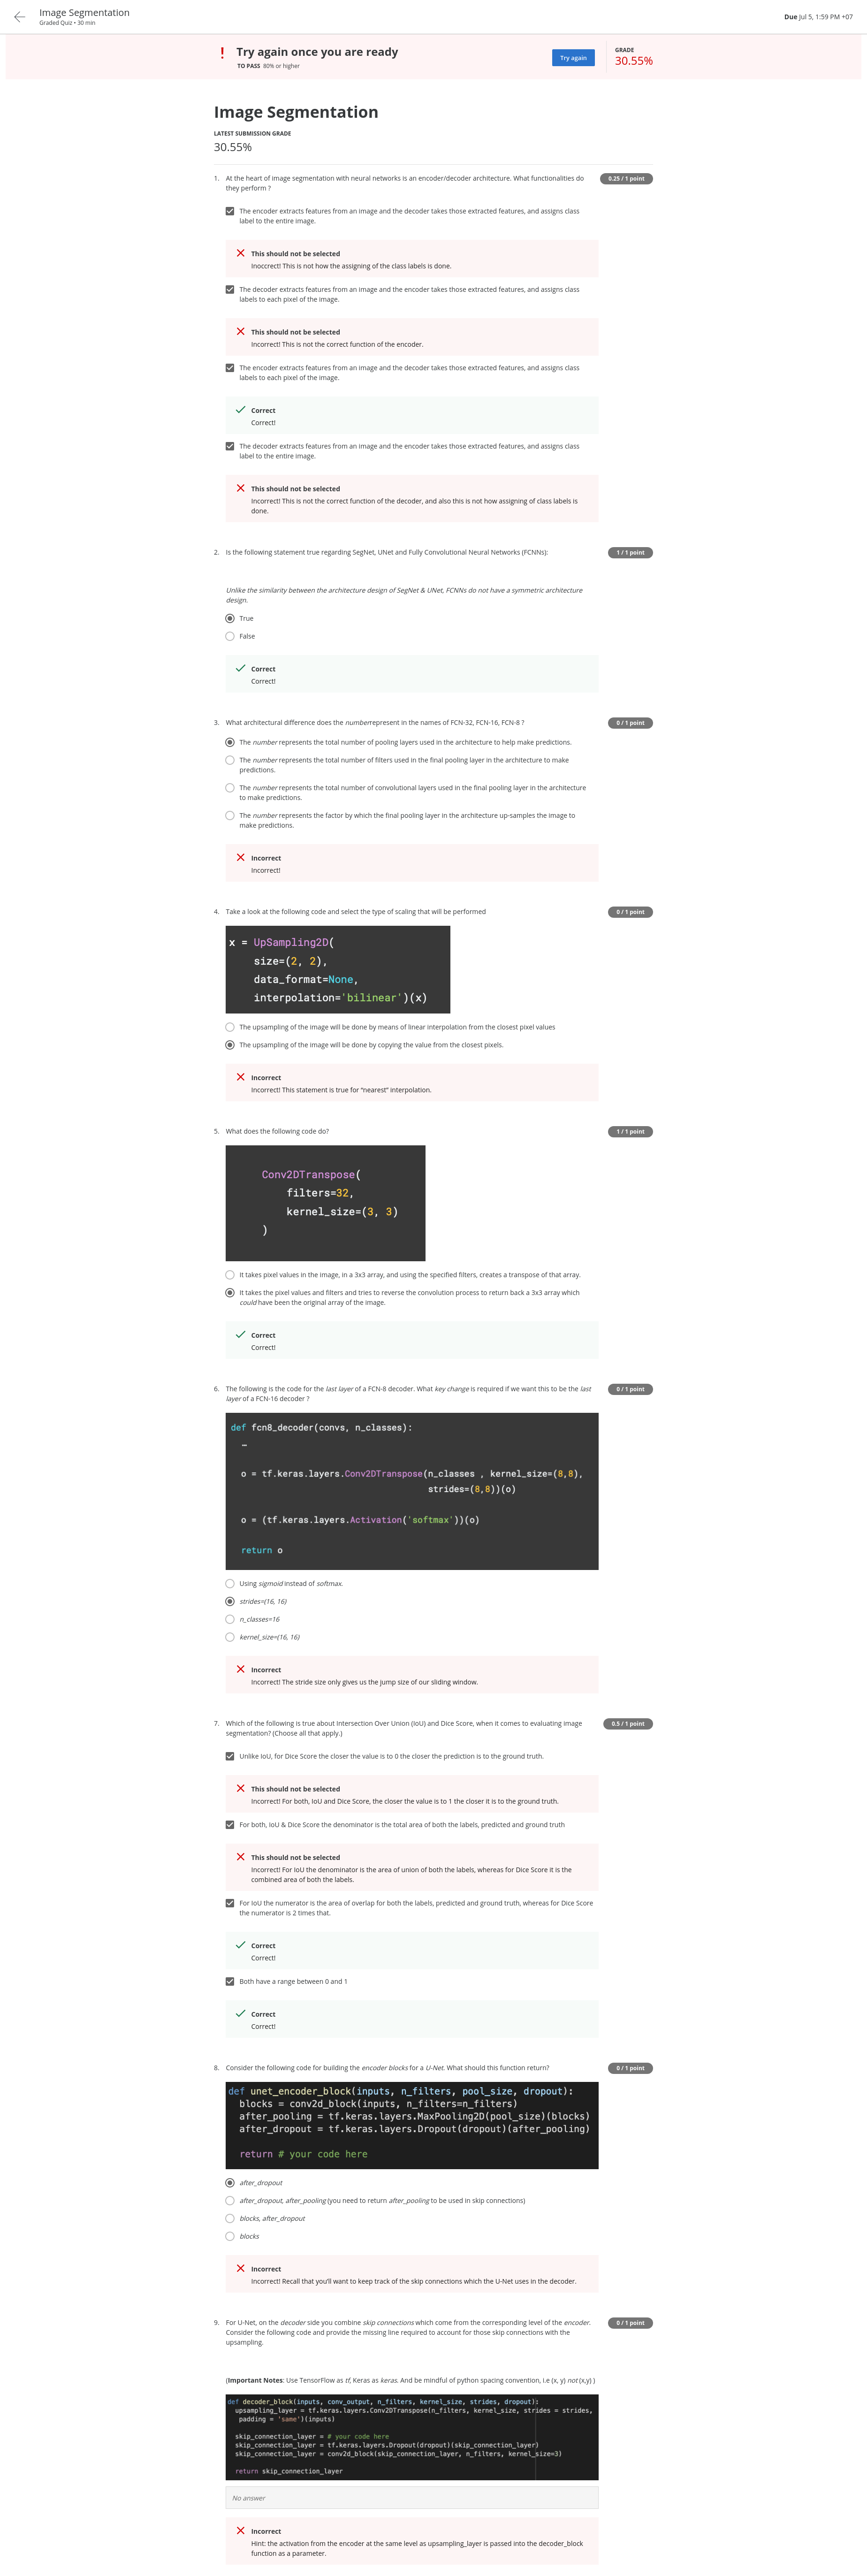 Image Segmentation
Graded Quiz • 30 min
Due Jul 5, 1:59 PM +07
! Try again once you are ready
TO PASS 80% or higher
Try again
GRADE
30.55%
Image Segmentation
LATEST SUBMISSION GRADE
30.55%
1. At the heart of image segmentation with neural networks is an encoder/decoder architecture. What functionalities do
they perform ?
0.25 / 1 point
The encoder extracts features from an image and the decoder takes those extracted features, and assigns class
label to the entire image.
This should not be selected
Inoccrect! This is not how the assigning of the class labels is done.
The decoder extracts features from an image and the encoder takes those extracted features, and assigns class
labels to each pixel of the image.
This should not be selected
Incorrect! This is not the correct function of the encoder.
The encoder extracts features from an image and the decoder takes those extracted features, and assigns class
labels to each pixel of the image.
Correct
Correct!
The decoder extracts features from an image and the encoder takes those extracted features, and assigns class
label to the entire image.
This should not be selected
Incorrect! This is not the correct function of the decoder, and also this is not how assigning of class labels is
done.
2. Is the following statement true regarding SegNet, UNet and Fully Convolutional Neural Networks (FCNNs):
1 / 1 point
Unlike the similarity between the architecture design of SegNet & UNet, FCNNs do not have a symmetric architecture
design.
True
False
Correct
Correct!
3. What architectural difference does the number represent in the names of FCN-32, FCN-16, FCN-8 ?
0 / 1 point
The number represents the total number of pooling layers used in the architecture to help make predictions.
The number represents the total number of filters used in the final pooling layer in the architecture to make
predictions.
The number represents the total number of convolutional layers used in the final pooling layer in the architecture
to make predictions.
The number represents the factor by which the final pooling layer in the architecture up-samples the image to
make predictions.
Incorrect
Incorrect!
4. Take a look at the following code and select the type of scaling that will be performed
0 / 1 point
x = UpSampling2D(
size=(2, 2),
data_format=None,
interpolation='bilinear')(x)
The upsampling of the image will be done by means of linear interpolation from the closest pixel values
The upsampling of the image will be done by copying the value from the closest pixels.
Incorrect
Incorrect! This statement is true for “nearest” interpolation.
5. What does the following code do?
1 / 1 point
Conv2DTranspose(
filters=32,
kernel_size=(3, 3)
)
It takes pixel values in the image, in a 3x3 array, and using the specified filters, creates a transpose of that array.
It takes the pixel values and filters and tries to reverse the convolution process to return back a 3x3 array which
could have been the original array of the image.
Correct
Correct!
6. The following is the code for the last layer of a FCN-8 decoder. What key change is required if we want this to be the last
layer of a FCN-16 decoder ?
0 / 1 point
def fcn8_decoder(convs, n_classes):
…
o = tf.keras.layers.Conv2DTranspose(n_classes , kernel_size=(8,8),
strides=(8,8))(o)
o = (tf.keras.layers.Activation('softmax'))(o)
return o
Using sigmoid instead of softmax.
strides=(16, 16)
n_classes=16
kernel_size=(16, 16)
Incorrect
Incorrect! The stride size only gives us the jump size of our sliding window.
7. Which of the following is true about Intersection Over Union (IoU) and Dice Score, when it comes to evaluating image
segmentation? (Choose all that apply.)
0.5 / 1 point
Unlike IoU, for Dice Score the closer the value is to 0 the closer the prediction is to the ground truth.
This should not be selected
Incorrect! For both, IoU and Dice Score, the closer the value is to 1 the closer it is to the ground truth.
For both, IoU & Dice Score the denominator is the total area of both the labels, predicted and ground truth
This should not be selected
Incorrect! For IoU the denominator is the area of union of both the labels, whereas for Dice Score it is the
combined area of both the labels.
For IoU the numerator is the area of overlap for both the labels, predicted and ground truth, whereas for Dice Score
the numerator is 2 times that.
Correct
Correct!
Both have a range between 0 and 1
Correct
Correct!
8. Consider the following code for building the encoder blocks for a U-Net. What should this function return?
0 / 1 point
def unet_encoder_block(inputs, n_filters, pool_size, dropout):
blocks = conv2d_block(inputs, n_filters=n_filters)
after_pooling = tf.keras.layers.MaxPooling2D(pool_size)(blocks)
after_dropout = tf.keras.layers.Dropout(dropout)(after_pooling)
return # your code here
after_dropout
after_dropout, after_pooling (you need to return after_pooling to be used in skip connections)
blocks, after_dropout
blocks
Incorrect
Incorrect! Recall that you’ll want to keep track of the skip connections which the U-Net uses in the decoder.
9. For U-Net, on the decoder side you combine skip connections which come from the corresponding level of the encoder.
Consider the following code and provide the missing line required to account for those skip connections with the
upsampling.
0 / 1 point
(Important Notes: Use TensorFlow as tf, Keras as keras. And be mindful of python spacing convention, i.e (x, y) not (x,y) )
def decoder_block(inputs, conv_output, n_filters, kernel_size, strides, dropout):
upsampling_layer = tf.keras.layers.Conv2DTranspose(n_filters, kernel_size, strides = strides,
padding = 'same')(inputs)
skip_connection_layer = # your code here
skip_connection_layer = tf.keras.layers.Dropout(dropout)(skip_connection_layer)
skip_connection_layer = conv2d_block(skip_connection_layer, n_filters, kernel_size=3)
return skip_connection_layer
No answer
Incorrect
Hint: the activation from the encoder at the same level as upsampling_layer is passed into the decoder_block
function as a parameter.